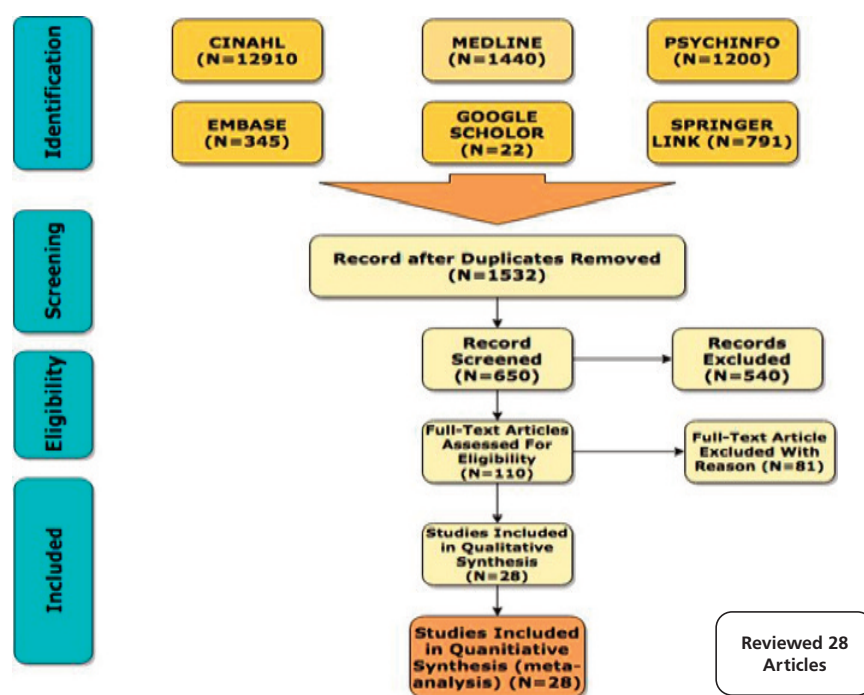 Identification
CINAHL
(N=12910
MEDLINE
(N=1440)
PSYCHINFO
(N=1200)
EMBASE
(N=345)
GOOGLE
SCHOLOR
(N=22)
SPRINGER
LINK (N=791)
Screening
Record after Duplicates Removed
(N=1532)
Record
Screened
(N=650)
Records
Excluded
(N=540)
Eligibility
Full-Text Articles
Assessed For
Eligibility
(N=110)
Full-Text Article
Excluded With
Reason (N=81)
Included
Studies Included
in Qualitative
Synthesis
(N=28)
Studies Included
in Quanitiative
Synthesis (meta-
analysis) (N=28)
Reviewed 28
Articles